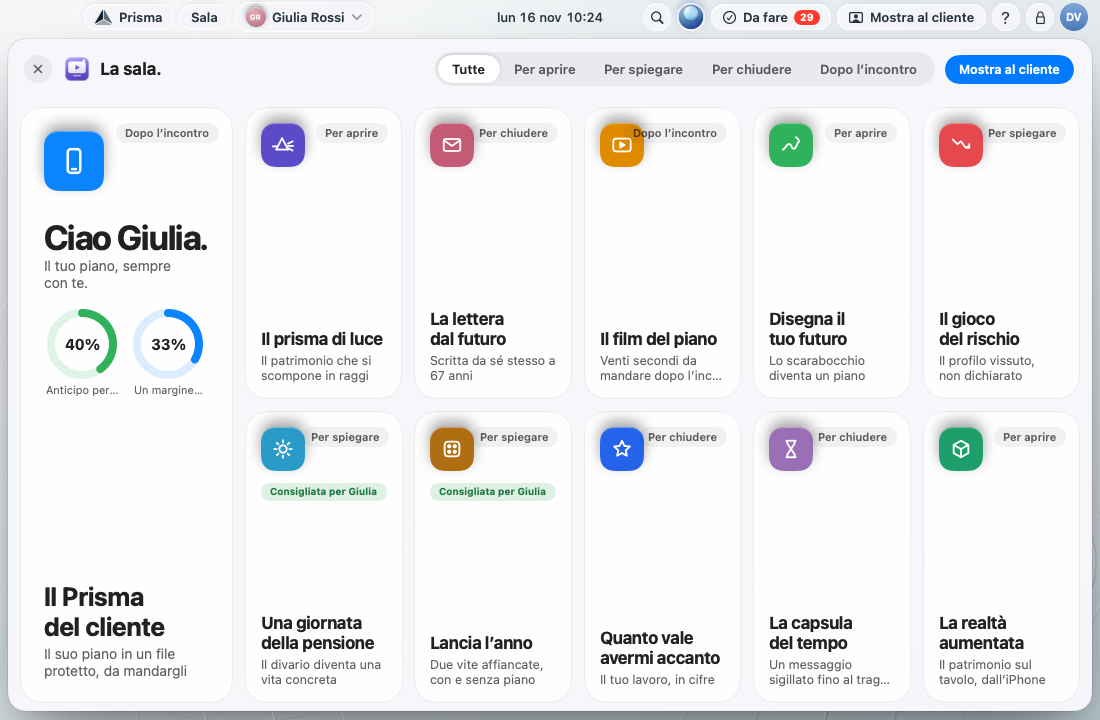 Prisma
Sala
GR Giulia Rossi
lun 16 nov 10:24
Da fare 29
Mostra al cliente
?
DV
La sala.
Tutte
Per aprire
Per spiegare
Per chiudere
Dopo l’incontro
Mostra al cliente
Dopo l’incontro
Ciao Giulia.
Il tuo piano, sempre
con te.
40%
33%
Anticipo per...
Un margine...
Il Prisma
del cliente
Il suo piano in un file
protetto, da mandargli
Per aprire
Il prisma di luce
Il patrimonio che si
scompone in raggi
Per chiudere
La lettera
dal futuro
Scritta da sé stesso a
67 anni
Dopo l’incontro
Il film del piano
Venti secondi da
mandare dopo l’inc...
Per aprire
Disegna il
tuo futuro
Lo scarabocchio
diventa un piano
Per spiegare
Il gioco
del rischio
Il profilo vissuto,
non dichiarato
Per spiegare
Consigliata per Giulia
Una giornata
della pensione
Il divario diventa una
vita concreta
Per spiegare
Consigliata per Giulia
Lancia l’anno
Due vite affiancate,
con e senza piano
Per chiudere
Quanto vale
avermi accanto
Il tuo lavoro, in cifre
Per chiudere
La capsula
del tempo
Un messaggio
sigillato fino al trag...
Per aprire
La realtà
aumentata
Il patrimonio sul
tavolo, dall’iPhone